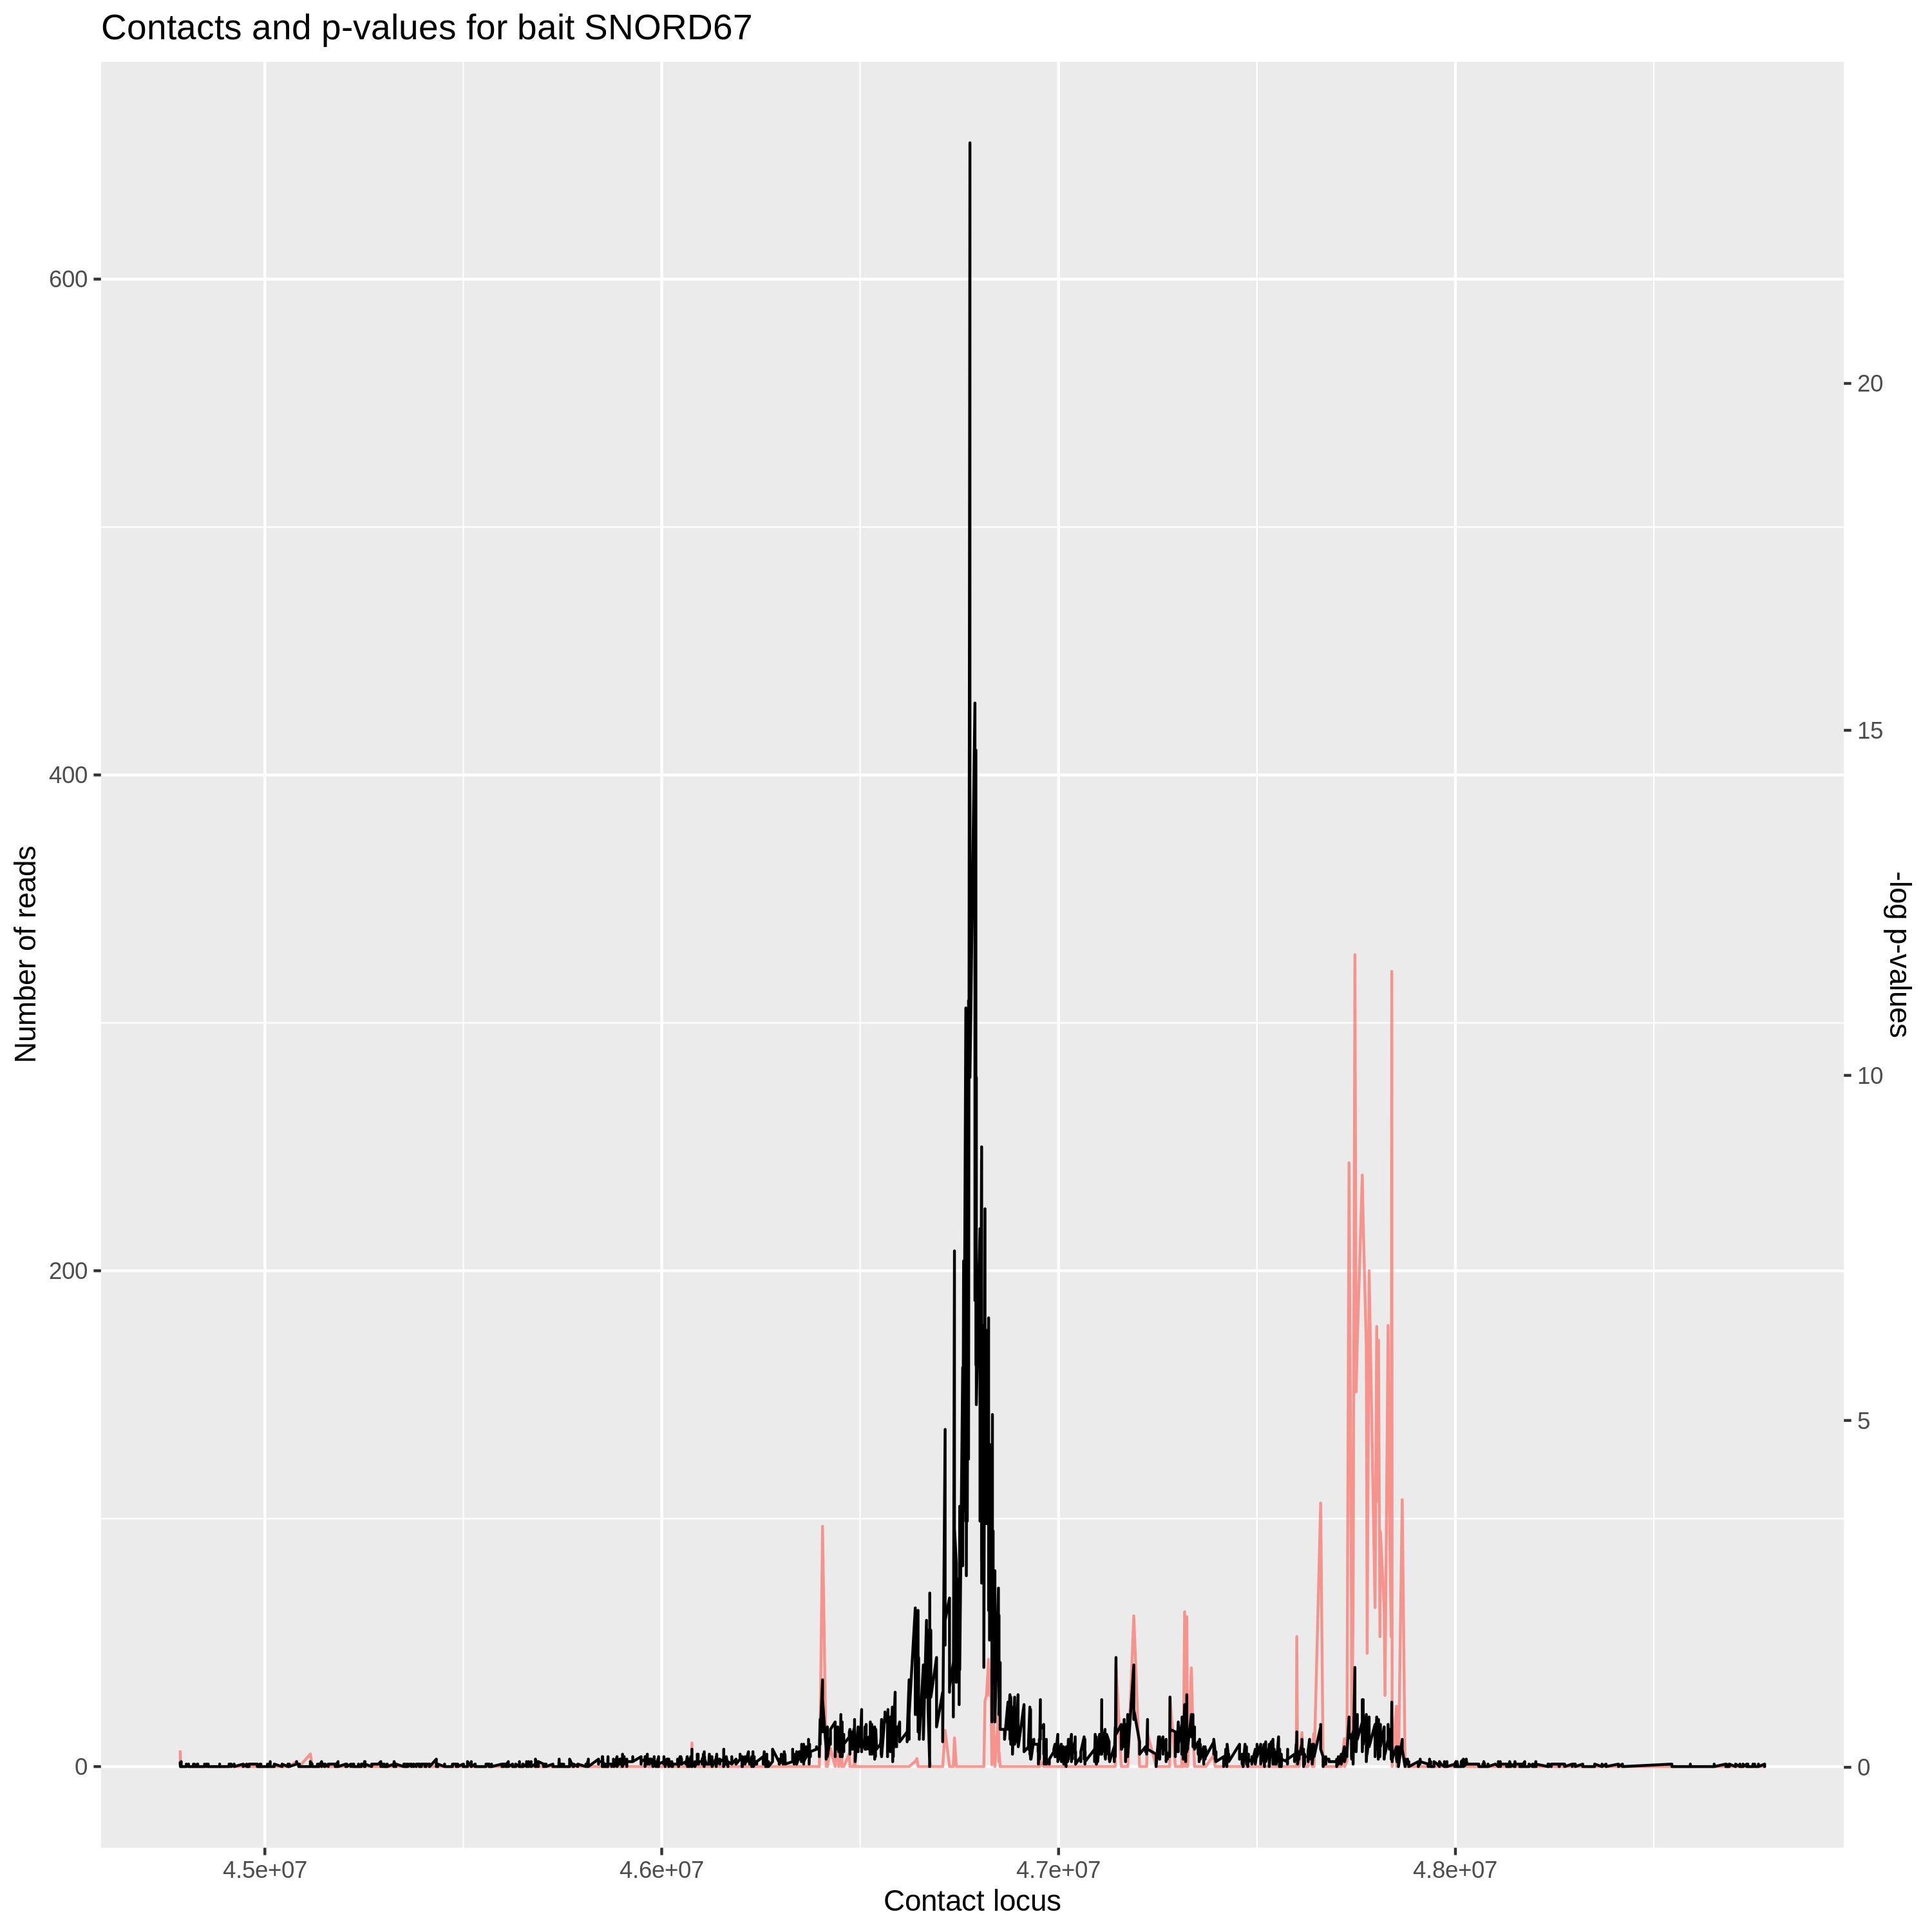 Contacts and p-values for bait SNORD67
600
400
200
0
Number of reads
20
15
10
5
0
-log p-values
4.5e+07
4.6e+07
4.7e+07
4.8e+07
Contact locus